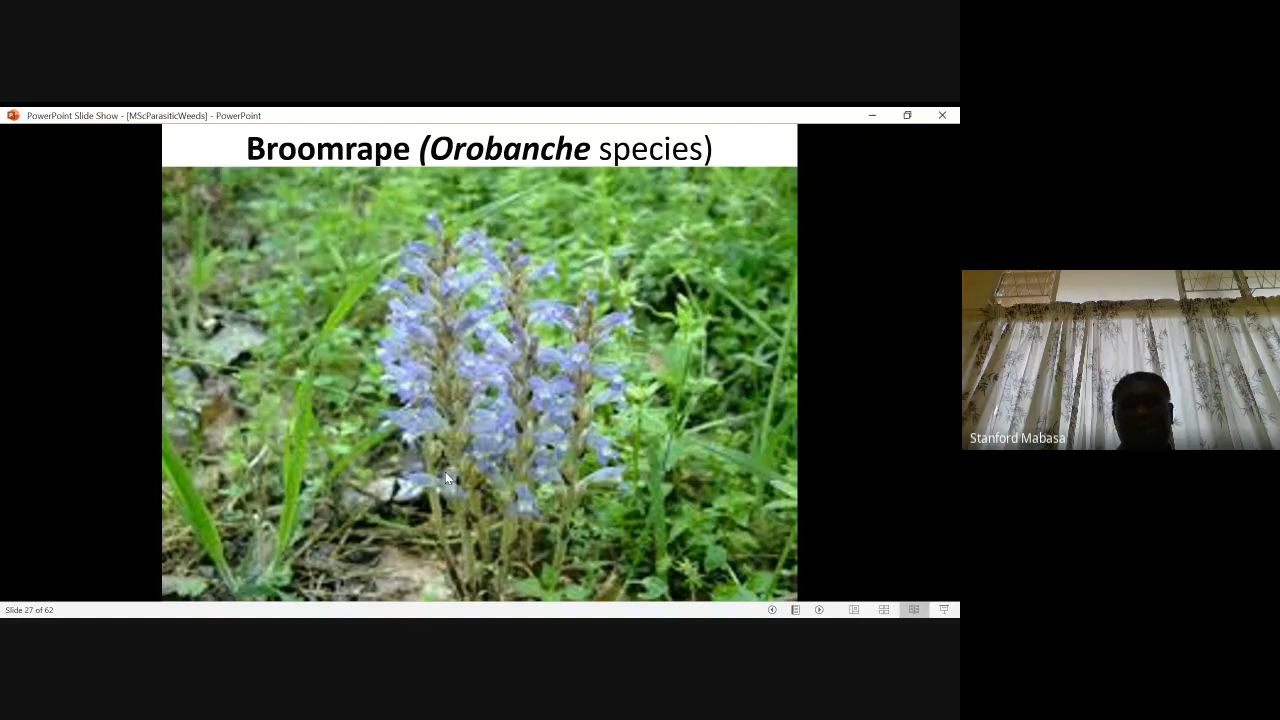 PowerPoint Slide Show - [MScParasiticWeeds] - PowerPoint
Broomrape (Orobanche species)
Stanford Mabasa
Slide 27 of 62